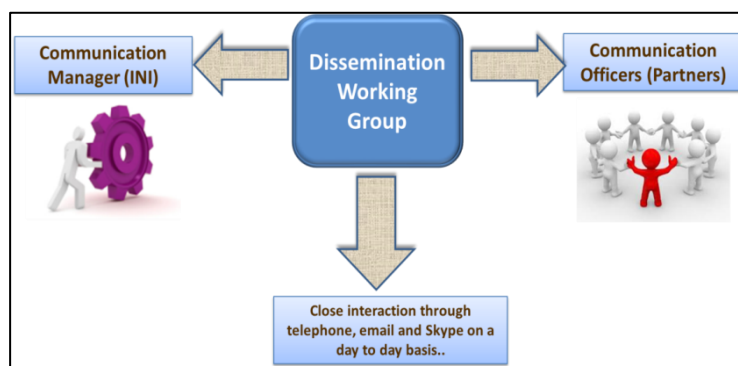 Communication
Manager (INI)
Dissemination
Working
Group
Communication
Officers (Partners)
Close interaction through
telephone, email and Skype on a
day to day basis..